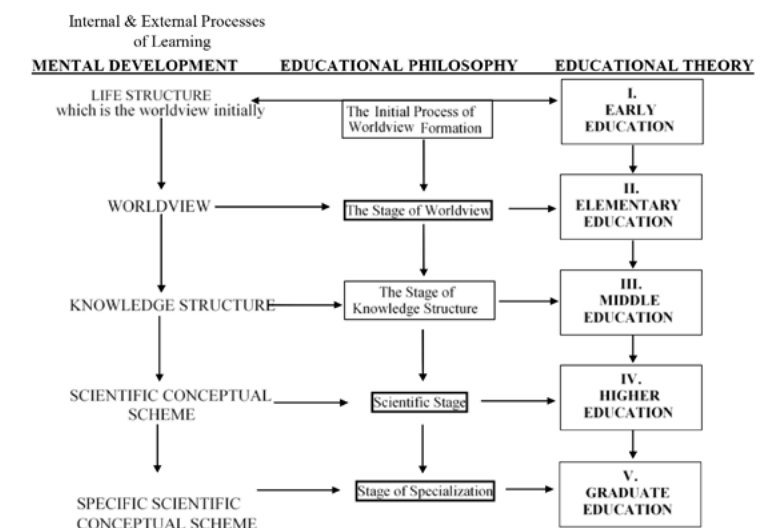 Internal & External Processes
of Learning
MENTAL DEVELOPMENT EDUCATIONAL PHILOSOPHY EDUCATIONAL THEORY
LIFE STRUCTURE
which is the worldview initially
The Initial Process of
Worldview Formation
I.
EARLY
EDUCATION
WORLDVIEW
The Stage of Worldview
II.
ELEMENTARY
EDUCATION
KNOWLEDGE STRUCTURE
The Stage of
Knowledge Structure
III.
MIDDLE
EDUCATION
SCIENTIFIC CONCEPTUAL
SCHEME
Scientific Stage
IV.
HIGHER
EDUCATION
SPECIFIC SCIENTIFIC
CONCEPTUAL SCHEME
Stage of Specialization
V.
GRADUATE
EDUCATION